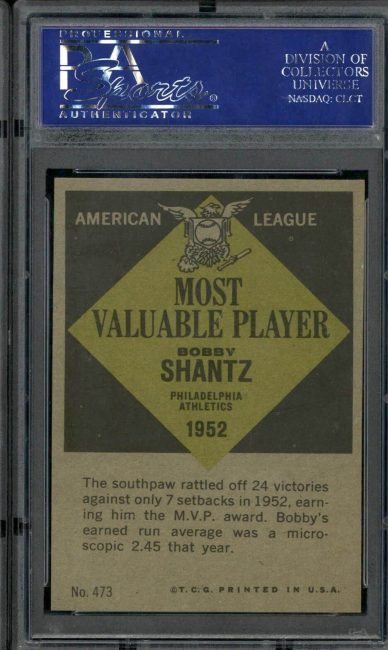 PROFESSIONAL
PSA
Sports®
AUTHENTICATOR
A
DIVISION OF
COLLECTORS
UNIVERSE
NASDAQ: CLCT
AMERICAN LEAGUE
MOST
VALUABLE PLAYER
BOBBY
SHANTZ
PHILADELPHIA
ATHLETICS
1952
The southpaw rattled off 24 victories
against only 7 setbacks in 1952, earn-
ing him the M.V.P. award. Bobby's
earned run average was a micro-
scopic 2.45 that year.
No. 473
©T.C.G. PRINTED IN U.S.A.